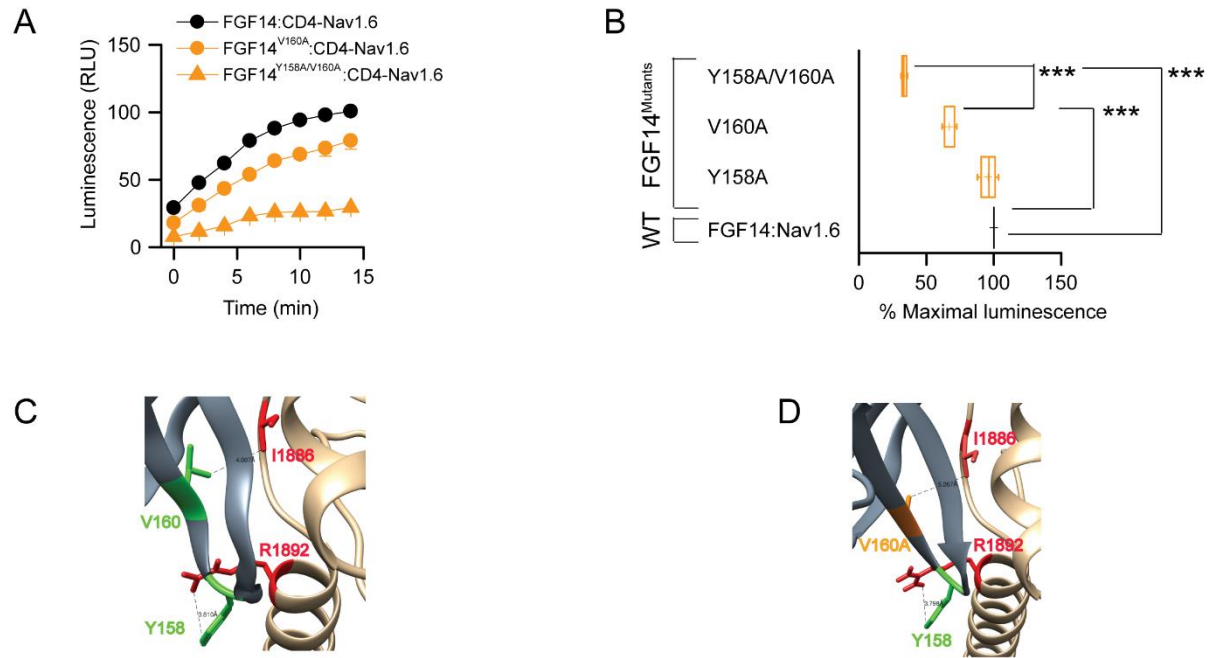 A
FGF14:CD4-Nav1.6
FGF14V160A:CD4-Nav1.6
FGF14Y158A/V160A:CD4-Nav1.6
Luminescence (RLU)
150
100
50
0
0 5 10 15
Time (min)
B
FGF14Mutants
Y158A/V160A
V160A
Y158A
WT
FGF14:Nav1.6
***
***
***
0 50 100 150
% Maximal luminescence
C
I1886
V160
R1892
Y158
3.810Å
D
I1886
V160A
R1892
Y158